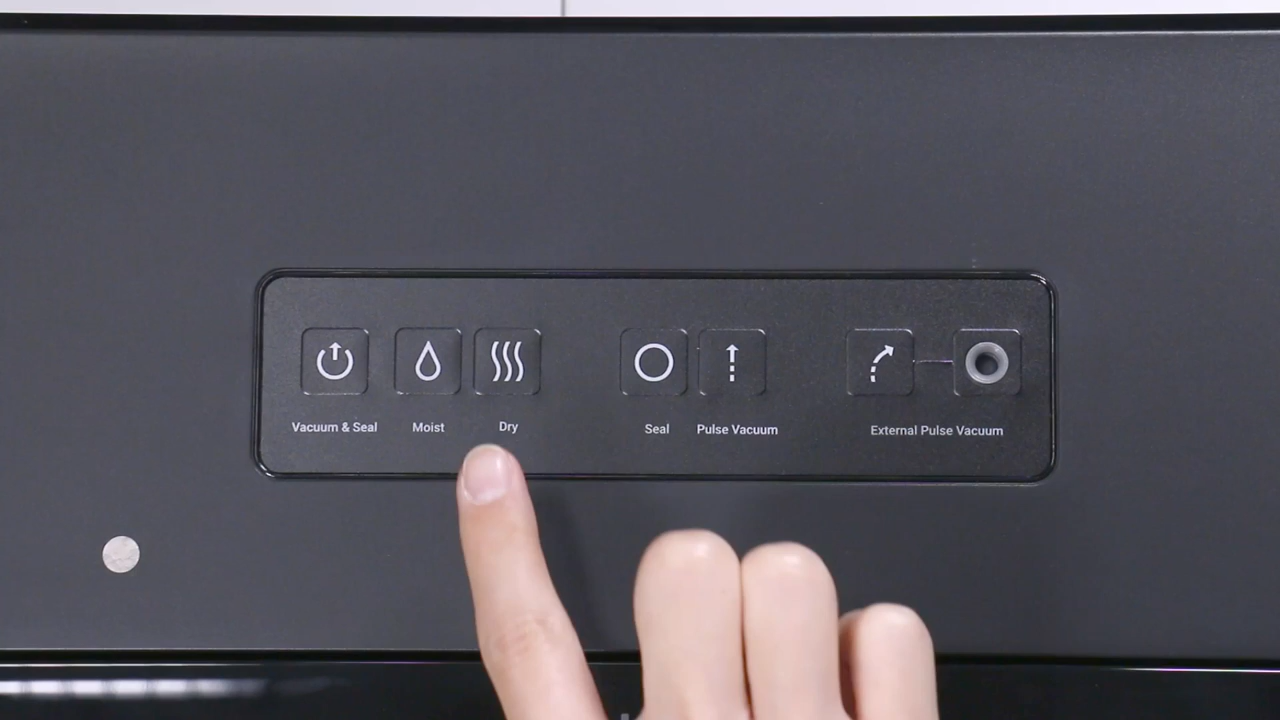 Vacuum & Seal
Moist
Dry
Seal
Pulse Vacuum
External Pulse Vacuum